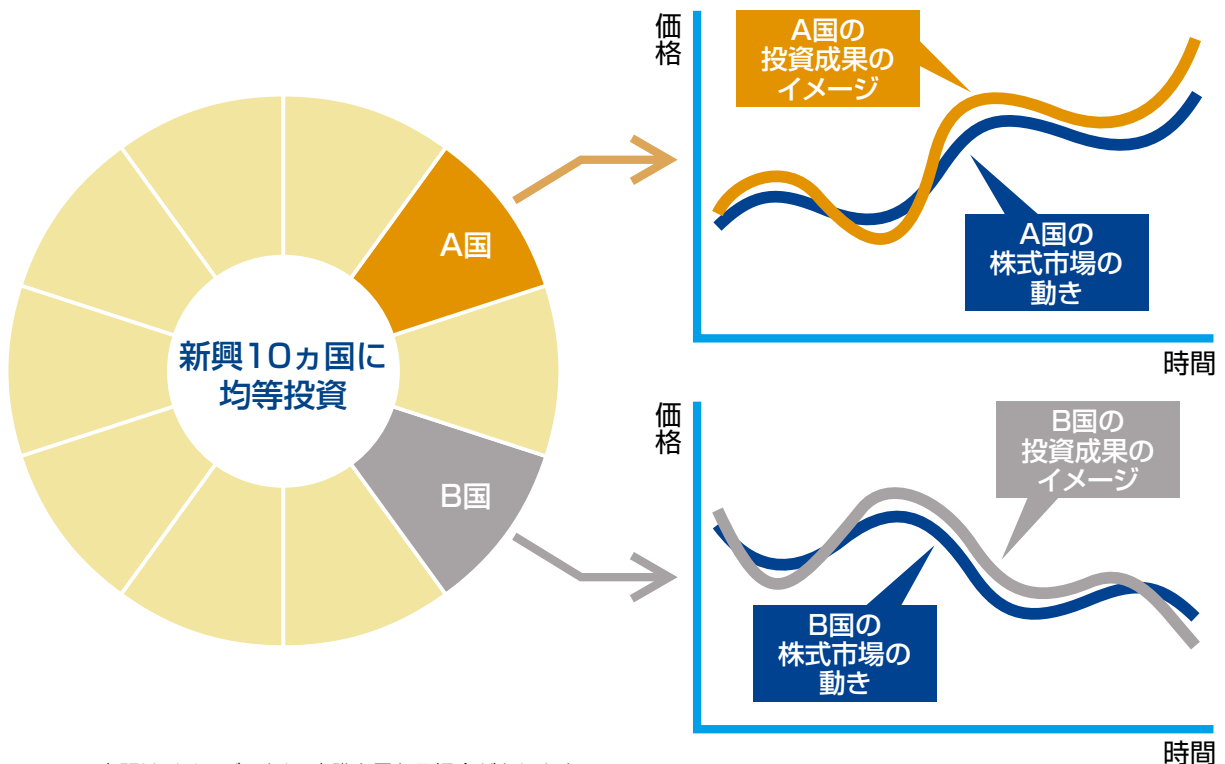 新興10ヵ国に
均等投資
A国
B国
価格
A国の
投資成果の
イメージ
A国の
株式市場の
動き
時間
価格
B国の
投資成果の
イメージ
B国の
株式市場の
動き
時間